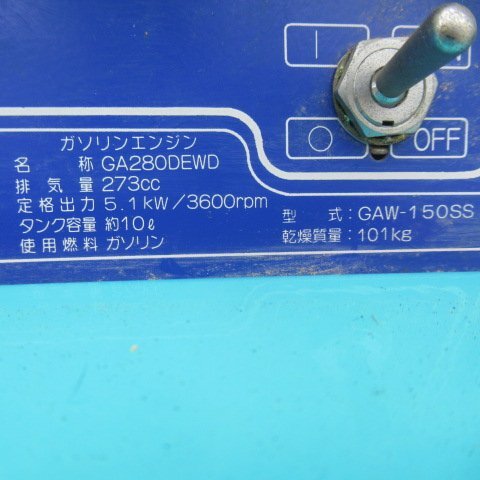 |
OFF
ガソリンエンジン
名　　称 GA280DEWD
排 気 量 273cc
定格出力 5.1kW/3600rpm
タンク容量 約10ℓ
使用燃料 ガソリン
型　　式：GAW-150SS
乾燥質量：101kg